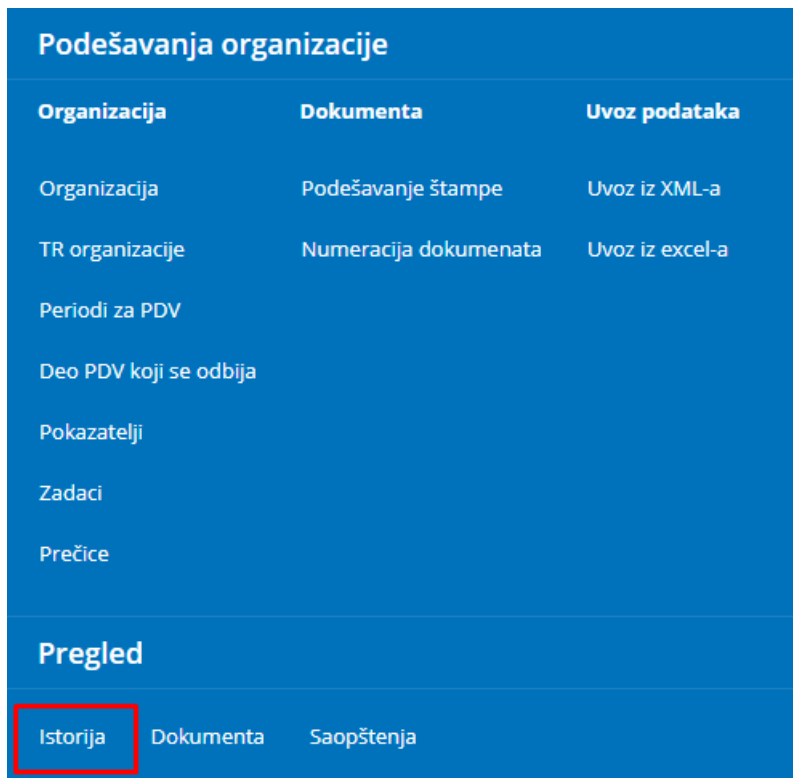 Podešavanja organizacije
Organizacija Dokumenta Uvoz podataka
Organizacija Podešavanje štampe Uvoz iz XML-a
TR organizacije Numeracija dokumenata Uvoz iz excel-a
Periodi za PDV
Deo PDV koji se odbija
Pokazatelji
Zadaci
Prečice
Pregled
Istorija Dokumenta Saopštenja